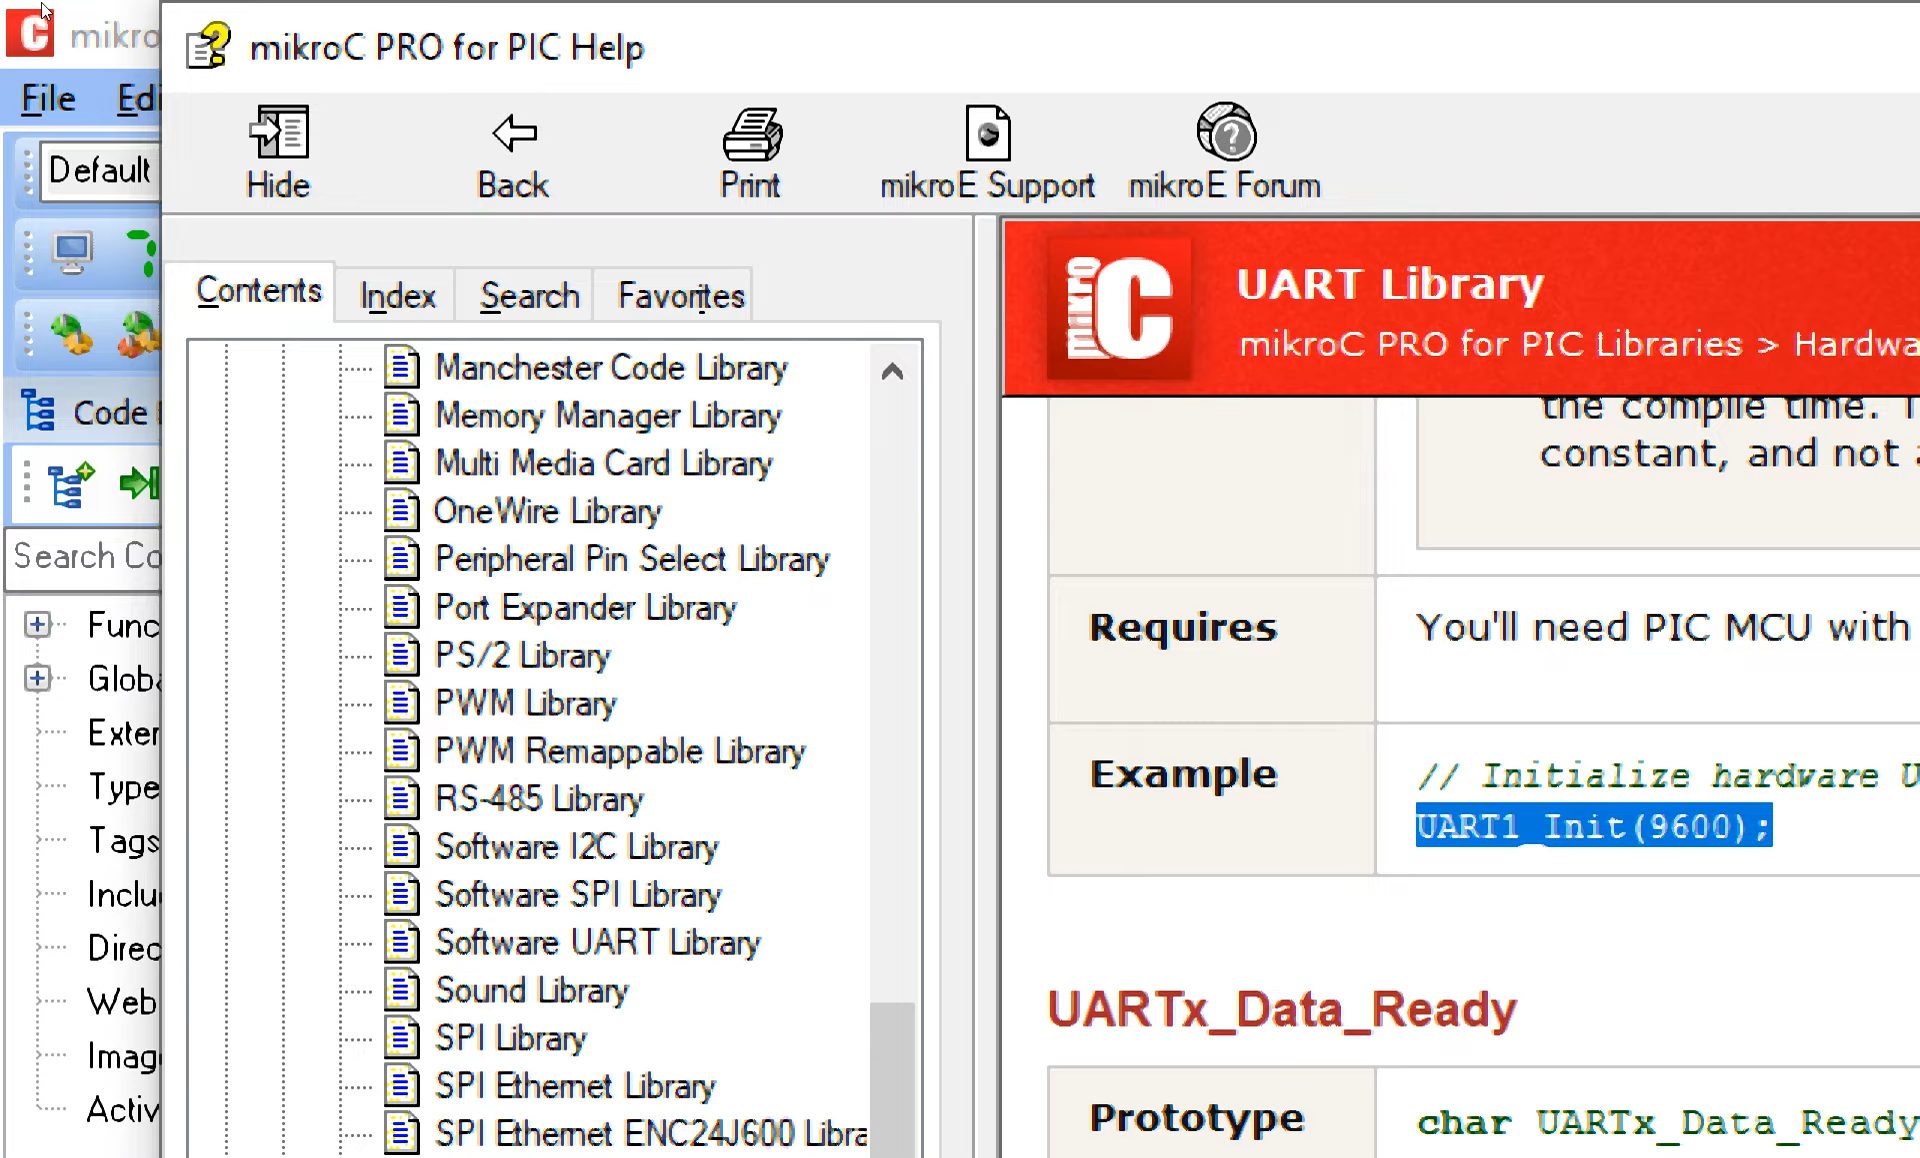 mikro
mikroC PRO for PIC Help
File Edi
Hide Back Print mikroE Support mikroE Forum
Default
Contents Index Search Favorites
mikro C
UART Library
mikroC PRO for PIC Libraries > Hardwa
Code
Search Co
Func
Globa
Exter
Type
Tags
Inclu
Direc
Web
Imag
Activ
Manchester Code Library
Memory Manager Library
Multi Media Card Library
OneWire Library
Peripheral Pin Select Library
Port Expander Library
PS/2 Library
PWM Library
PWM Remappable Library
RS-485 Library
Software I2C Library
Software SPI Library
Software UART Library
Sound Library
SPI Library
SPI Ethernet Library
SPI Ethernet ENC24J600 Libra
the compile time.
constant, and not
Requires You'll need PIC MCU with
Example // Initialize hardware U
UART1_Init(9600);
UARTx_Data_Ready
Prototype char UARTx_Data_Ready